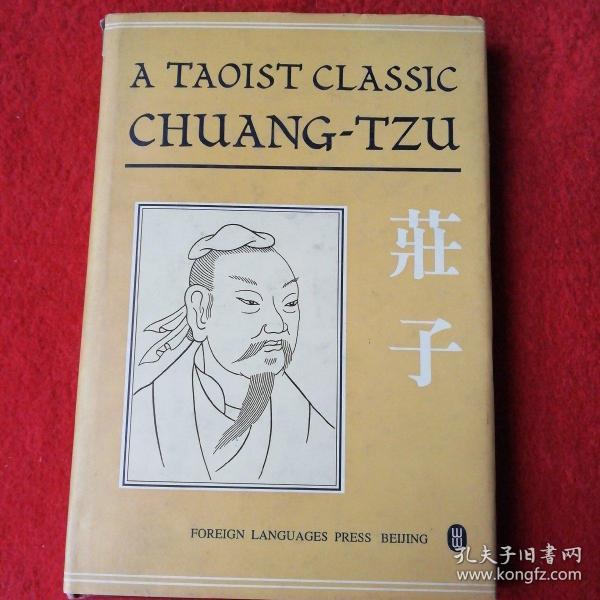 A TAOIST CLASSIC
CHUANG-TZU
莊子
FOREIGN LANGUAGES PRESS BEIJING
孔夫子旧书网
www.kongfz.com